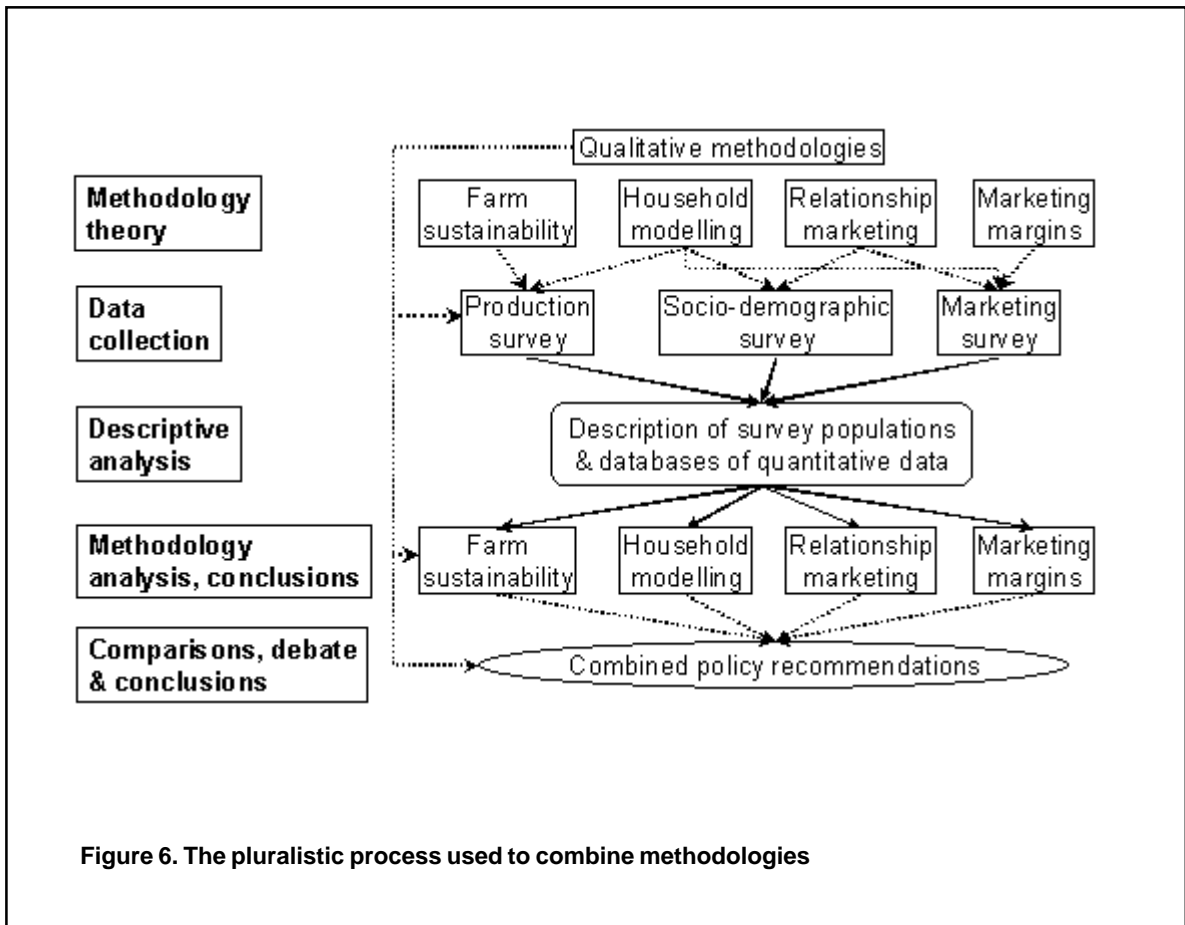 Qualitative methodologies
Methodology
theory
Farm
sustainability
Household
modelling
Relationship
marketing
Marketing
margins
Data
collection
Production
survey
Socio-demographic
survey
Marketing
survey
Descriptive
analysis
Description of survey populations
& databases of quantitative data
Methodology
analysis, conclusions
Farm
sustainability
Household
modelling
Relationship
marketing
Marketing
margins
Comparisons, debate
& conclusions
Combined policy recommendations
Figure 6. The pluralistic process used to combine methodologies